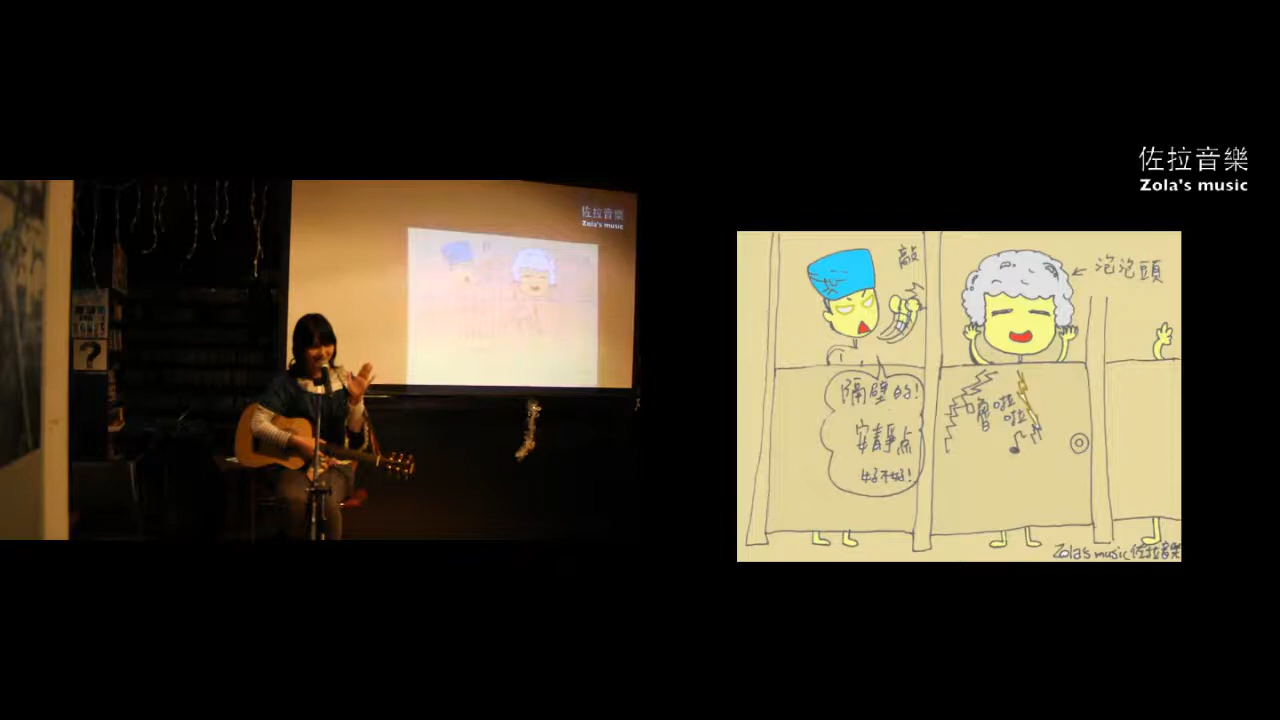 佐拉音樂
Zola's music
佐拉音樂
Zola's music
?
敲
泡泡頭
隔壁的!
安靜点
好不好!
嚕啦
啦
Zola's music 佐拉音樂